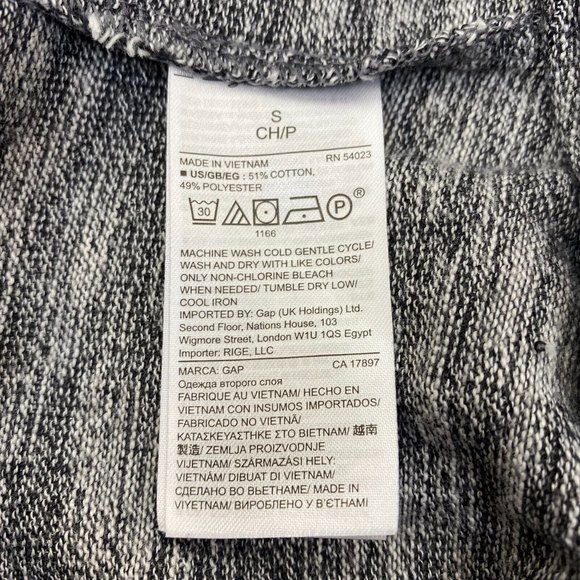 S
CH/P
MADE IN VIETNAM RN 54023
■ US/GB/EG : 51% COTTON,
49% POLYESTER
30 P
1166
MACHINE WASH COLD GENTLE CYCLE/
WASH AND DRY WITH LIKE COLORS/
ONLY NON-CHLORINE BLEACH
WHEN NEEDED/ TUMBLE DRY LOW/
COOL IRON
IMPORTED BY: Gap (UK Holdings) Ltd.
Second Floor, Nations House, 103
Wigmore Street, London W1U 1QS Egypt
Importer: RIGE, LLC
MARCA: GAP CA 17897
Одежда второго слоя
FABRIQUE AU VIETNAM/ HECHO EN
VIETNAM CON INSUMOS IMPORTADOS/
FABRICADO NO VIETNÃ/
ΚΑΤΑΣΚΕΥΑΣΤΗΚΕ ΣΤΟ ΒΙΕΤΝΑΜ/ 越南
製造/ ZEMLJA PROIZVODNJE
VIJETNAM/ SZÁRMAZÁSI HELY:
VIETNÁM/ DIBUAT DI VIETNAM/
СДЕЛАНО ВО ВЬЕТНАМЕ/ MADE IN
VIYETNAM/ ВИРОБЛЕНО У В'ЄТНАМІ